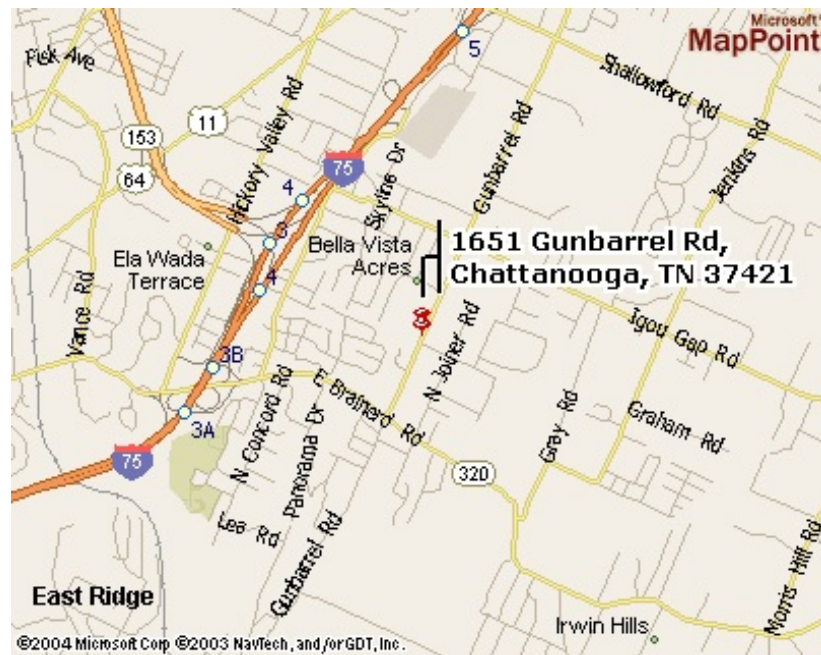 Microsoft®
MapPoint®
Fisk Ave
5
Shallowford Rd
11
153
64
Hickory Valley Rd
75
4
Skyline Dr
Gunbarrel Rd
Jenkins Rd
3
Ela Wada
Terrace
Bella Vista
Acres
1651 Gunbarrel Rd,
Chattanooga, TN 37421
4
Vance Rd
Igou Gap Rd
3B
N Joiner Rd
E Brainerd Rd
N Concord Rd
Panorama Dr
Gray Rd
Graham Rd
3A
75
320
Lee Rd
Gunbarrel Rd
Morris Hill Rd
East Ridge
Irwin Hills
©2004 Microsoft Corp ©2003 NavTech, and/or GDT, Inc.